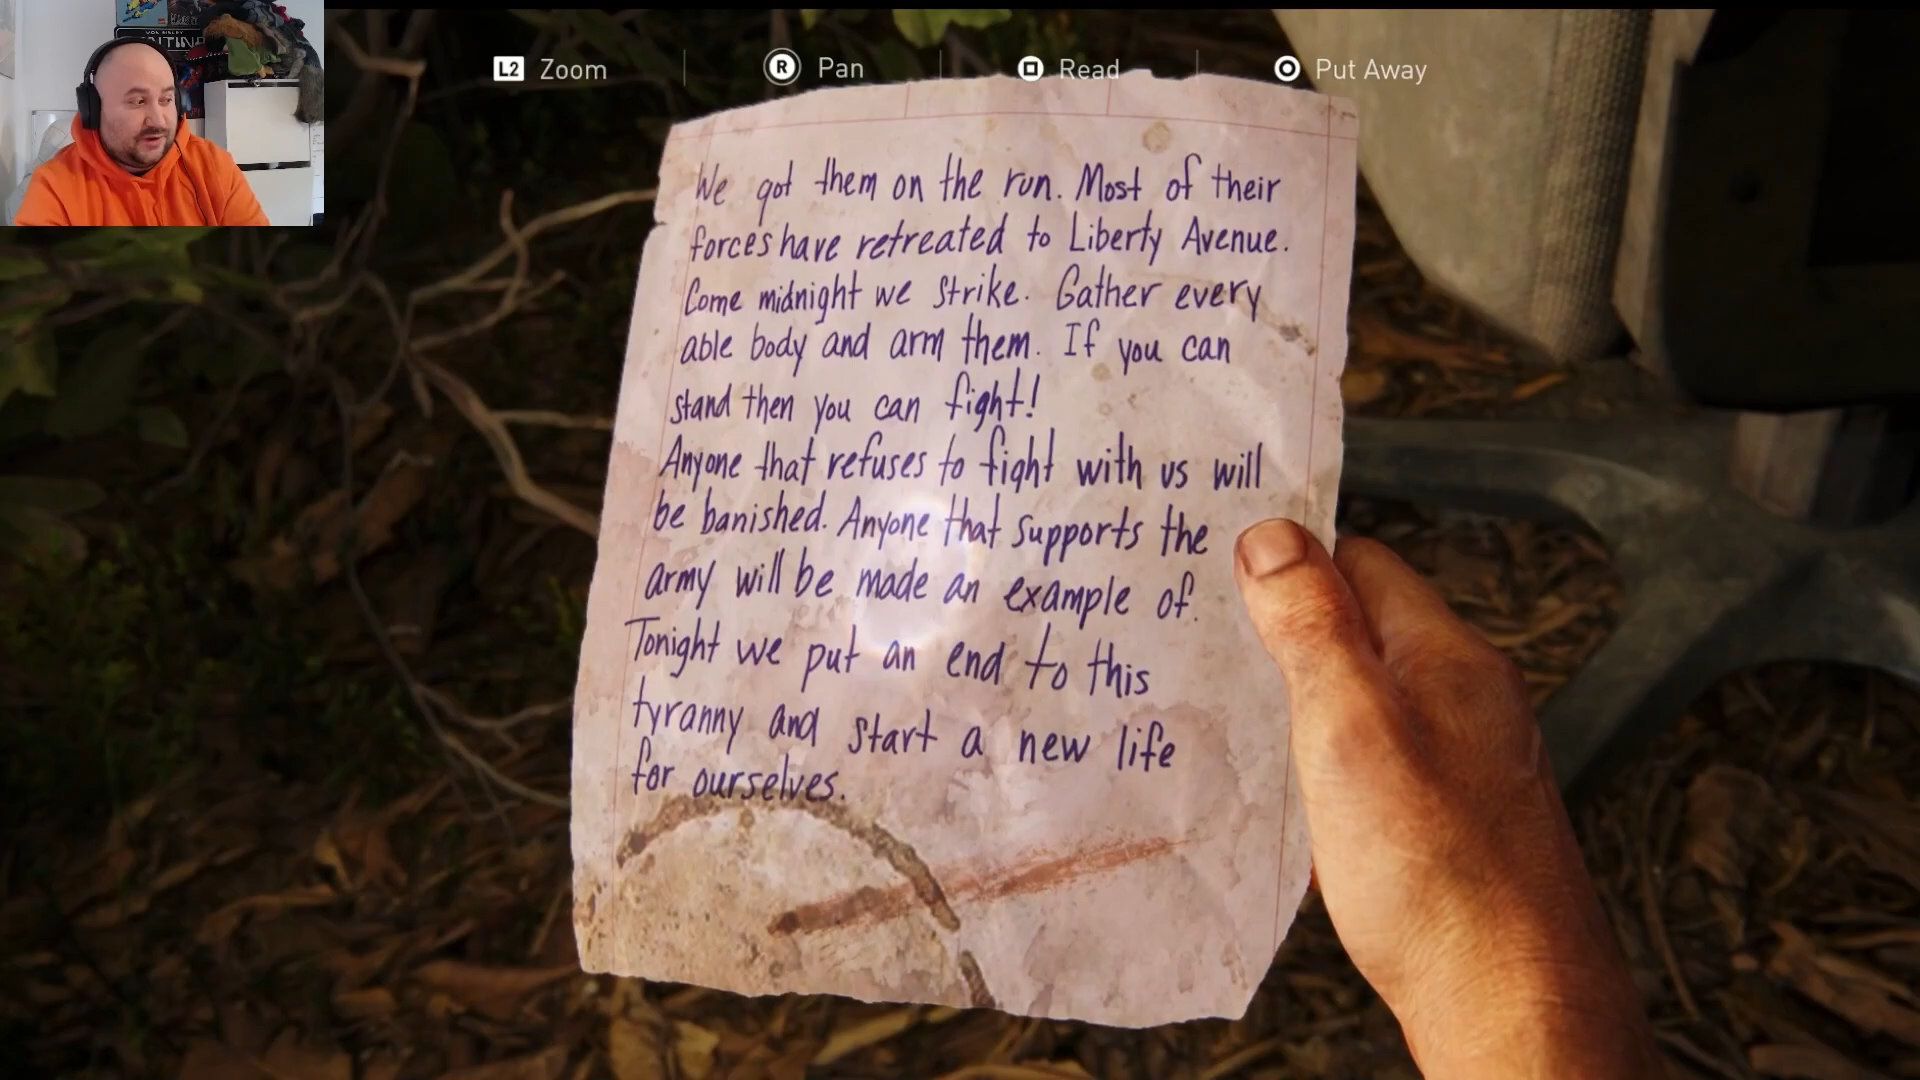 L2 Zoom
R Pan
Read
Put Away
We got them on the run. Most of their
forces have retreated to Liberty Avenue.
Come midnight we strike. Gather every
able body and arm them. If you can
stand then you can fight!
Anyone that refuses to fight with us will
be banished. Anyone that supports the
army will be made an example of.
Tonight we put an end to this
tyranny and start a new life
for ourselves.